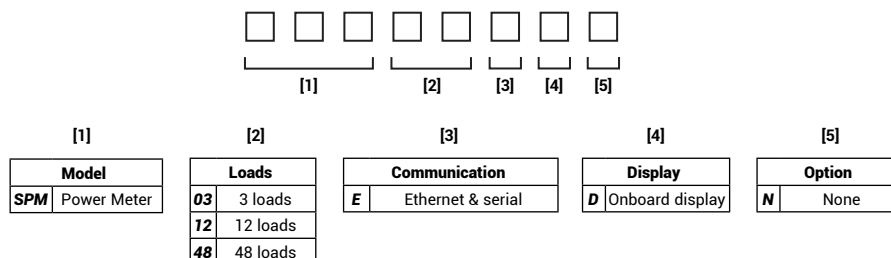 [1] [2] [3] [4] [5]
[1] [2] [3] [4] [5]
Model Loads Communication Display Option
SPM Power Meter 03 3 loads E Ethernet & serial D Onboard display N None
12 12 loads
48 48 loads